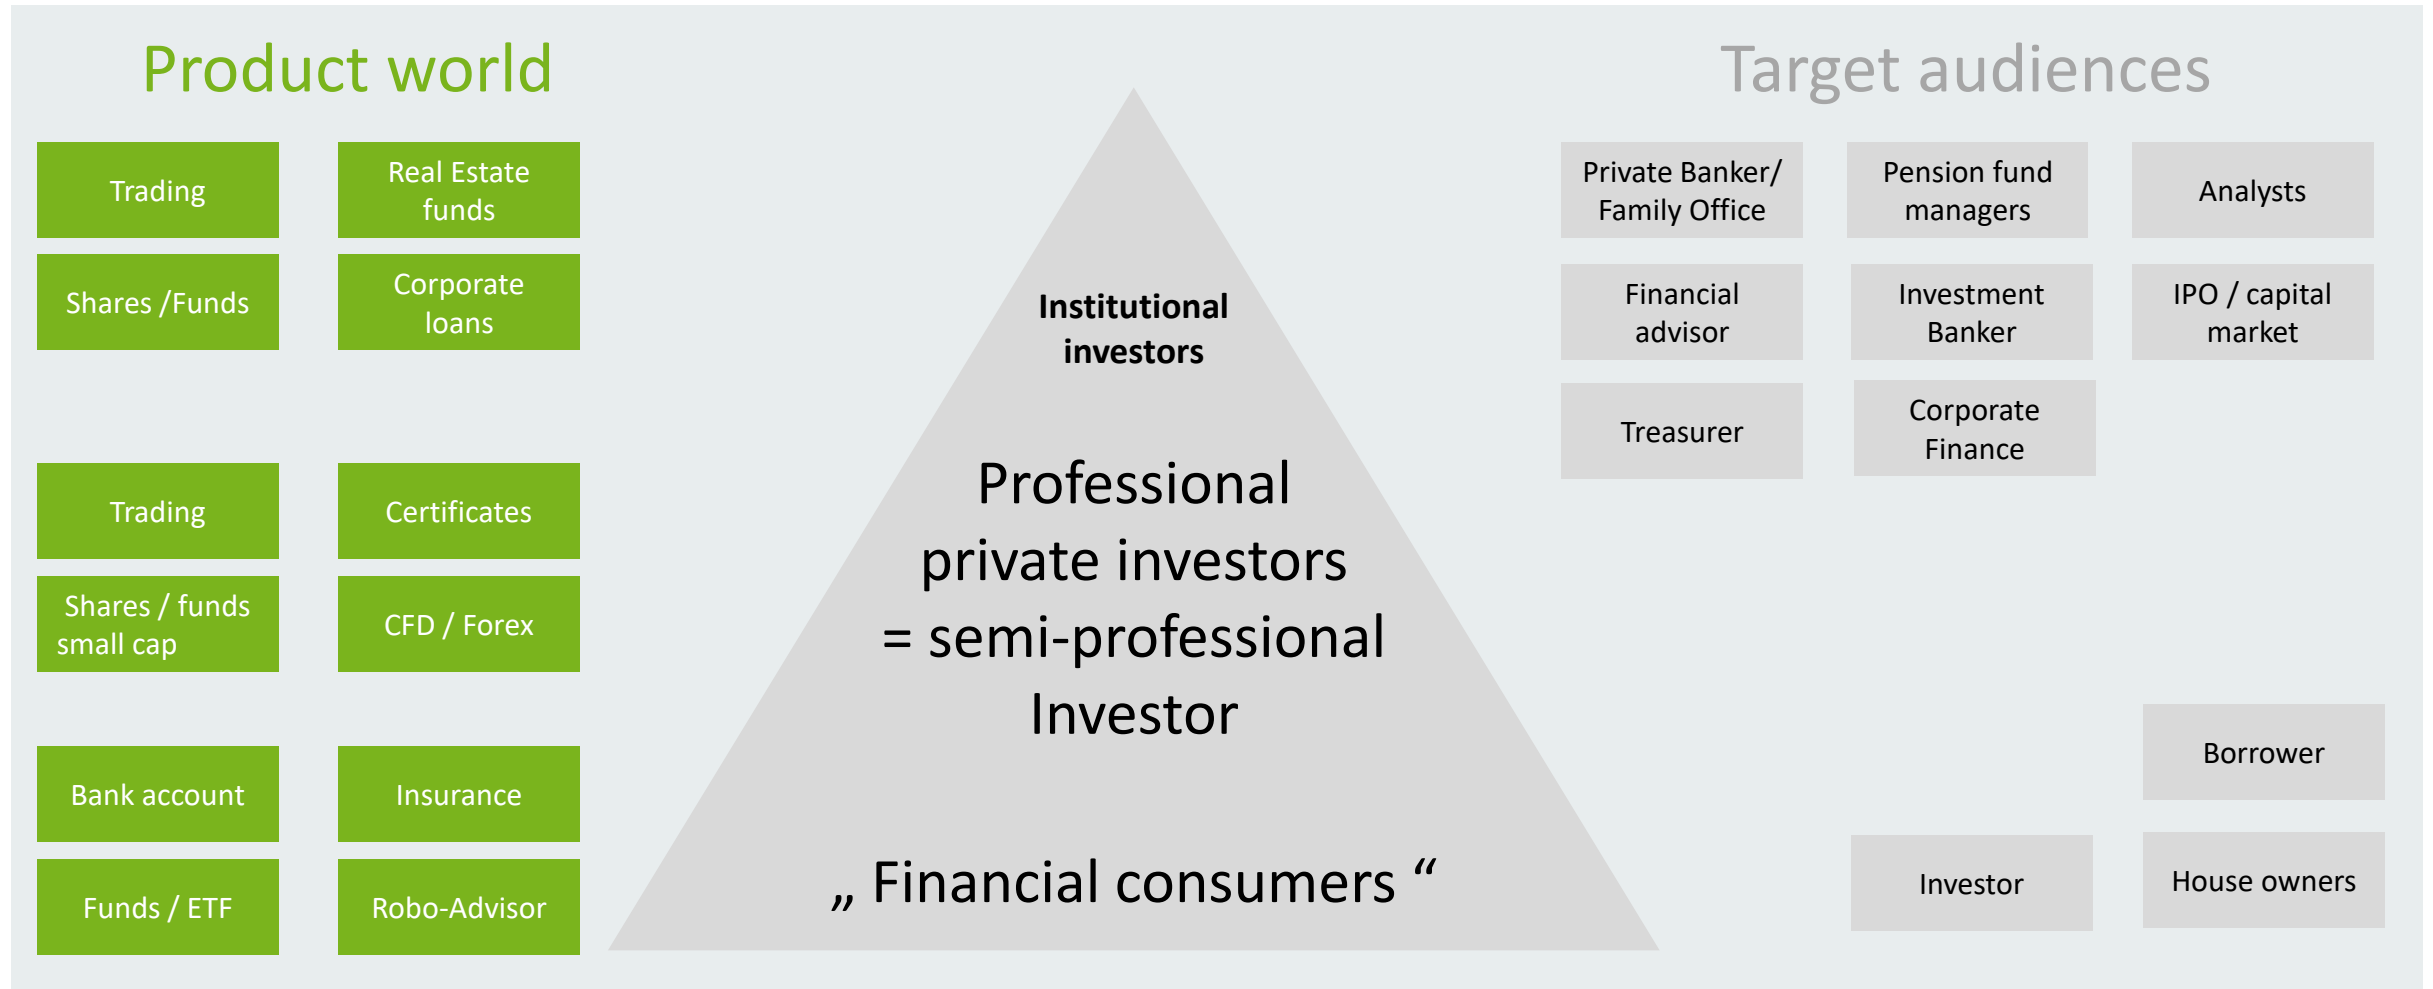 Product world
Target audiences
Trading
Real Estate
funds
Shares /Funds
Corporate
loans
Trading
Certificates
Shares / funds
small cap
CFD / Forex
Bank account
Insurance
Funds / ETF
Robo-Advisor
Institutional
investors
Professional
private investors
= semi-professional
Investor
„ Financial consumers “
Private Banker/
Family Office
Pension fund
managers
Analysts
Financial
advisor
Investment
Banker
IPO / capital
market
Treasurer
Corporate
Finance
Borrower
Investor
House owners